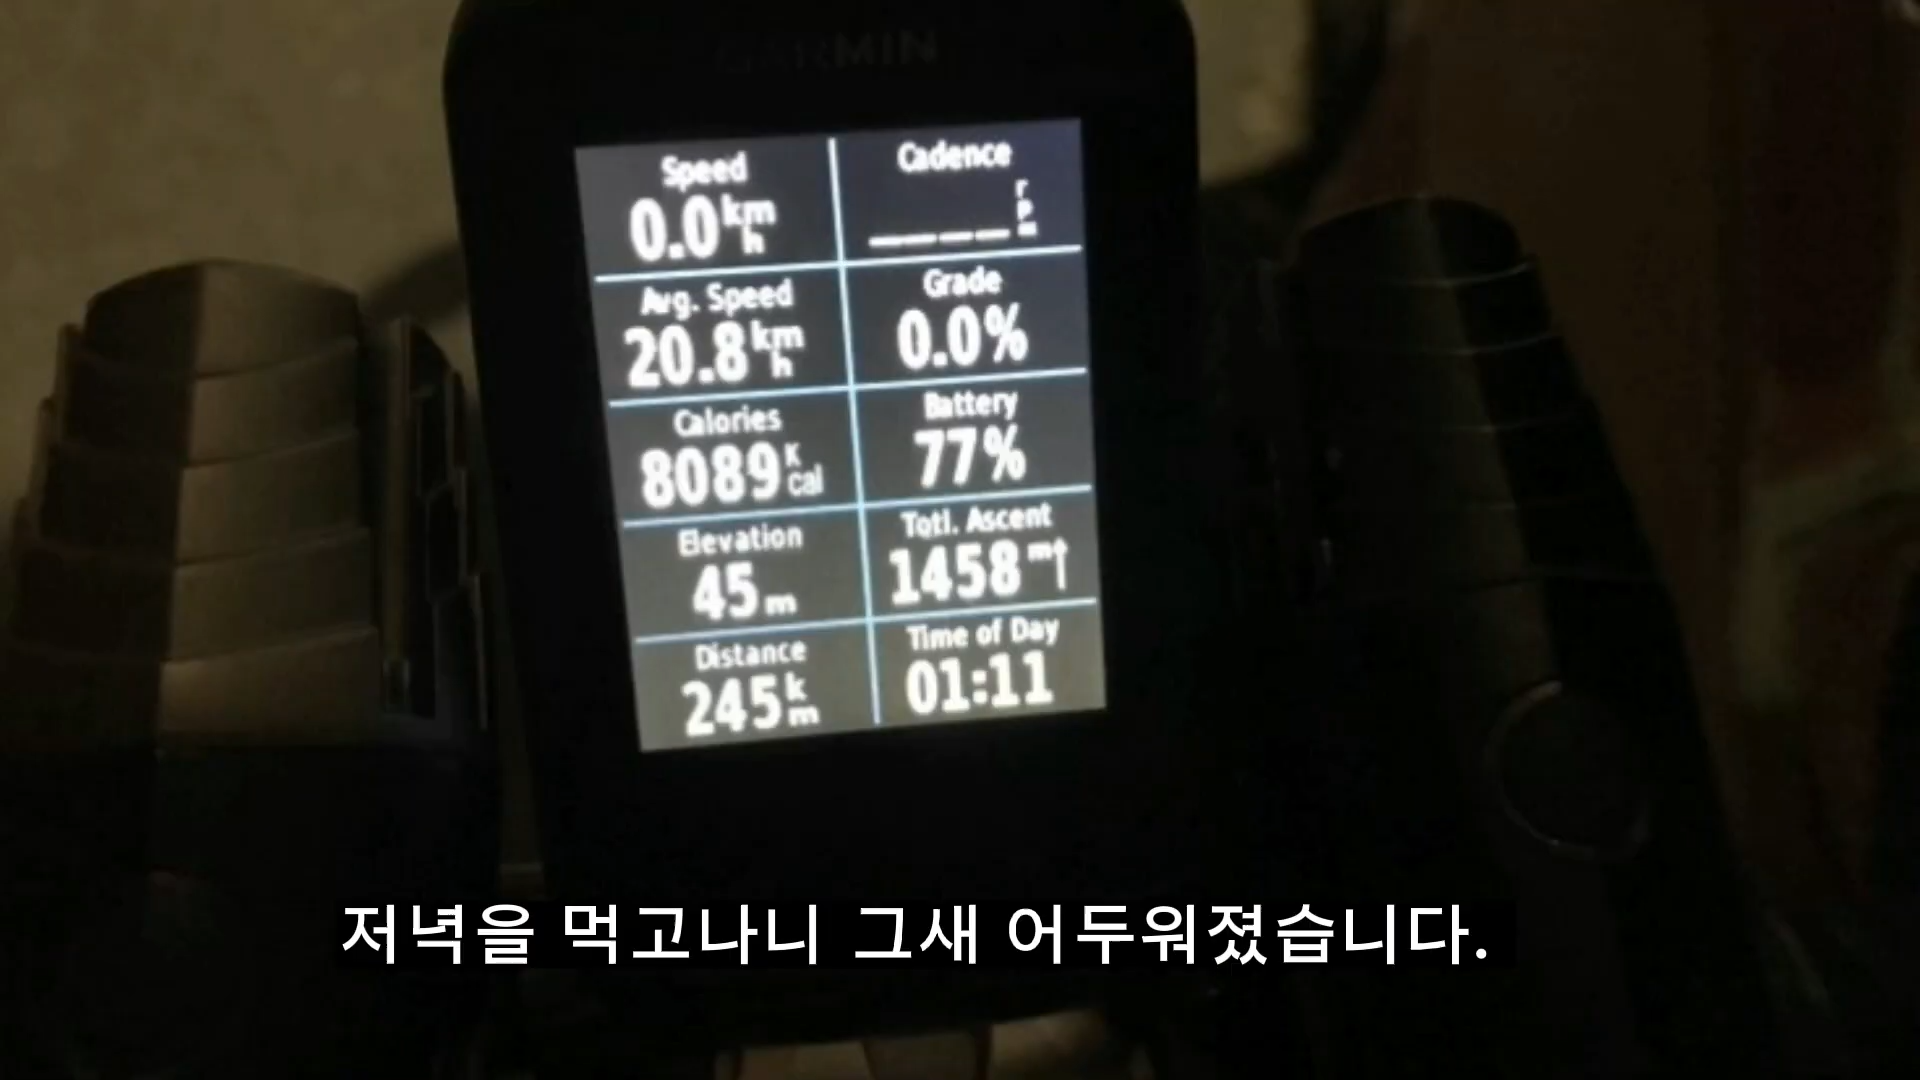 GARMIN
Speed
0.0 km/h
Cadence
____ rpm
Avg. Speed
20.8 km/h
Grade
0.0%
Calories
8089 kcal
Battery
77%
Elevation
45 m
Totl. Ascent
1458 m↑
Distance
245 km
Time of Day
01:11
저녁을 먹고나니 그새 어두워졌습니다.